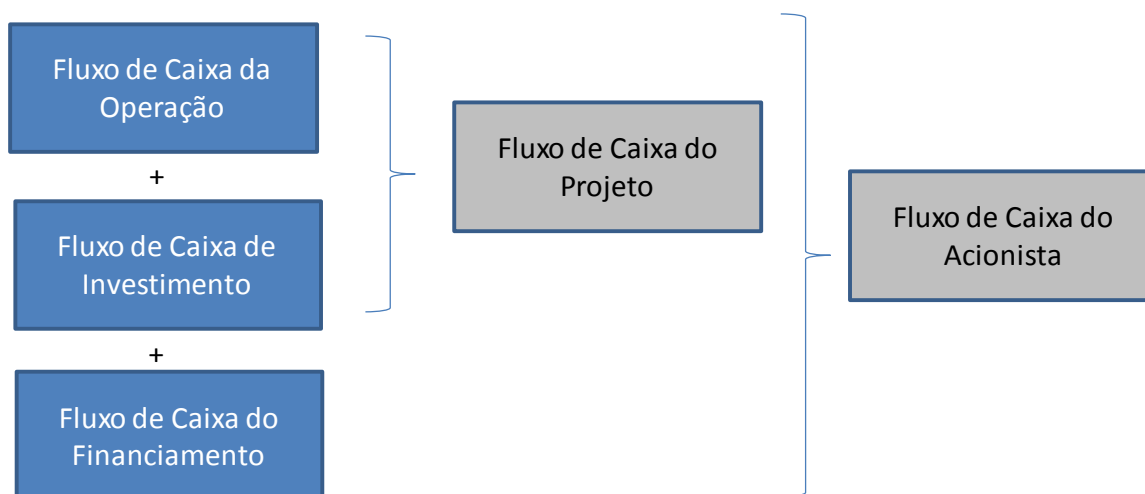 Fluxo de Caixa da
Operação
+
Fluxo de Caixa de
Investimento
+
Fluxo de Caixa do
Financiamento
Fluxo de Caixa do
Projeto
Fluxo de Caixa do
Acionista